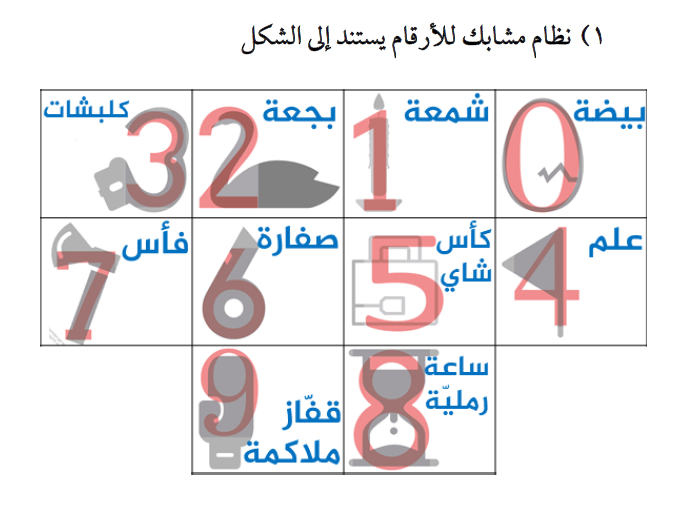 ١) نظام مشابك للأرقام يستند إلى الشكل
بيضة
0
شمعة
1
بجعة
2
كلبشات
3
علم
4
كأس
شاي
5
صفارة
6
فأس
7
ساعة
رمليّة
8
قفّاز
ملاكمة
9